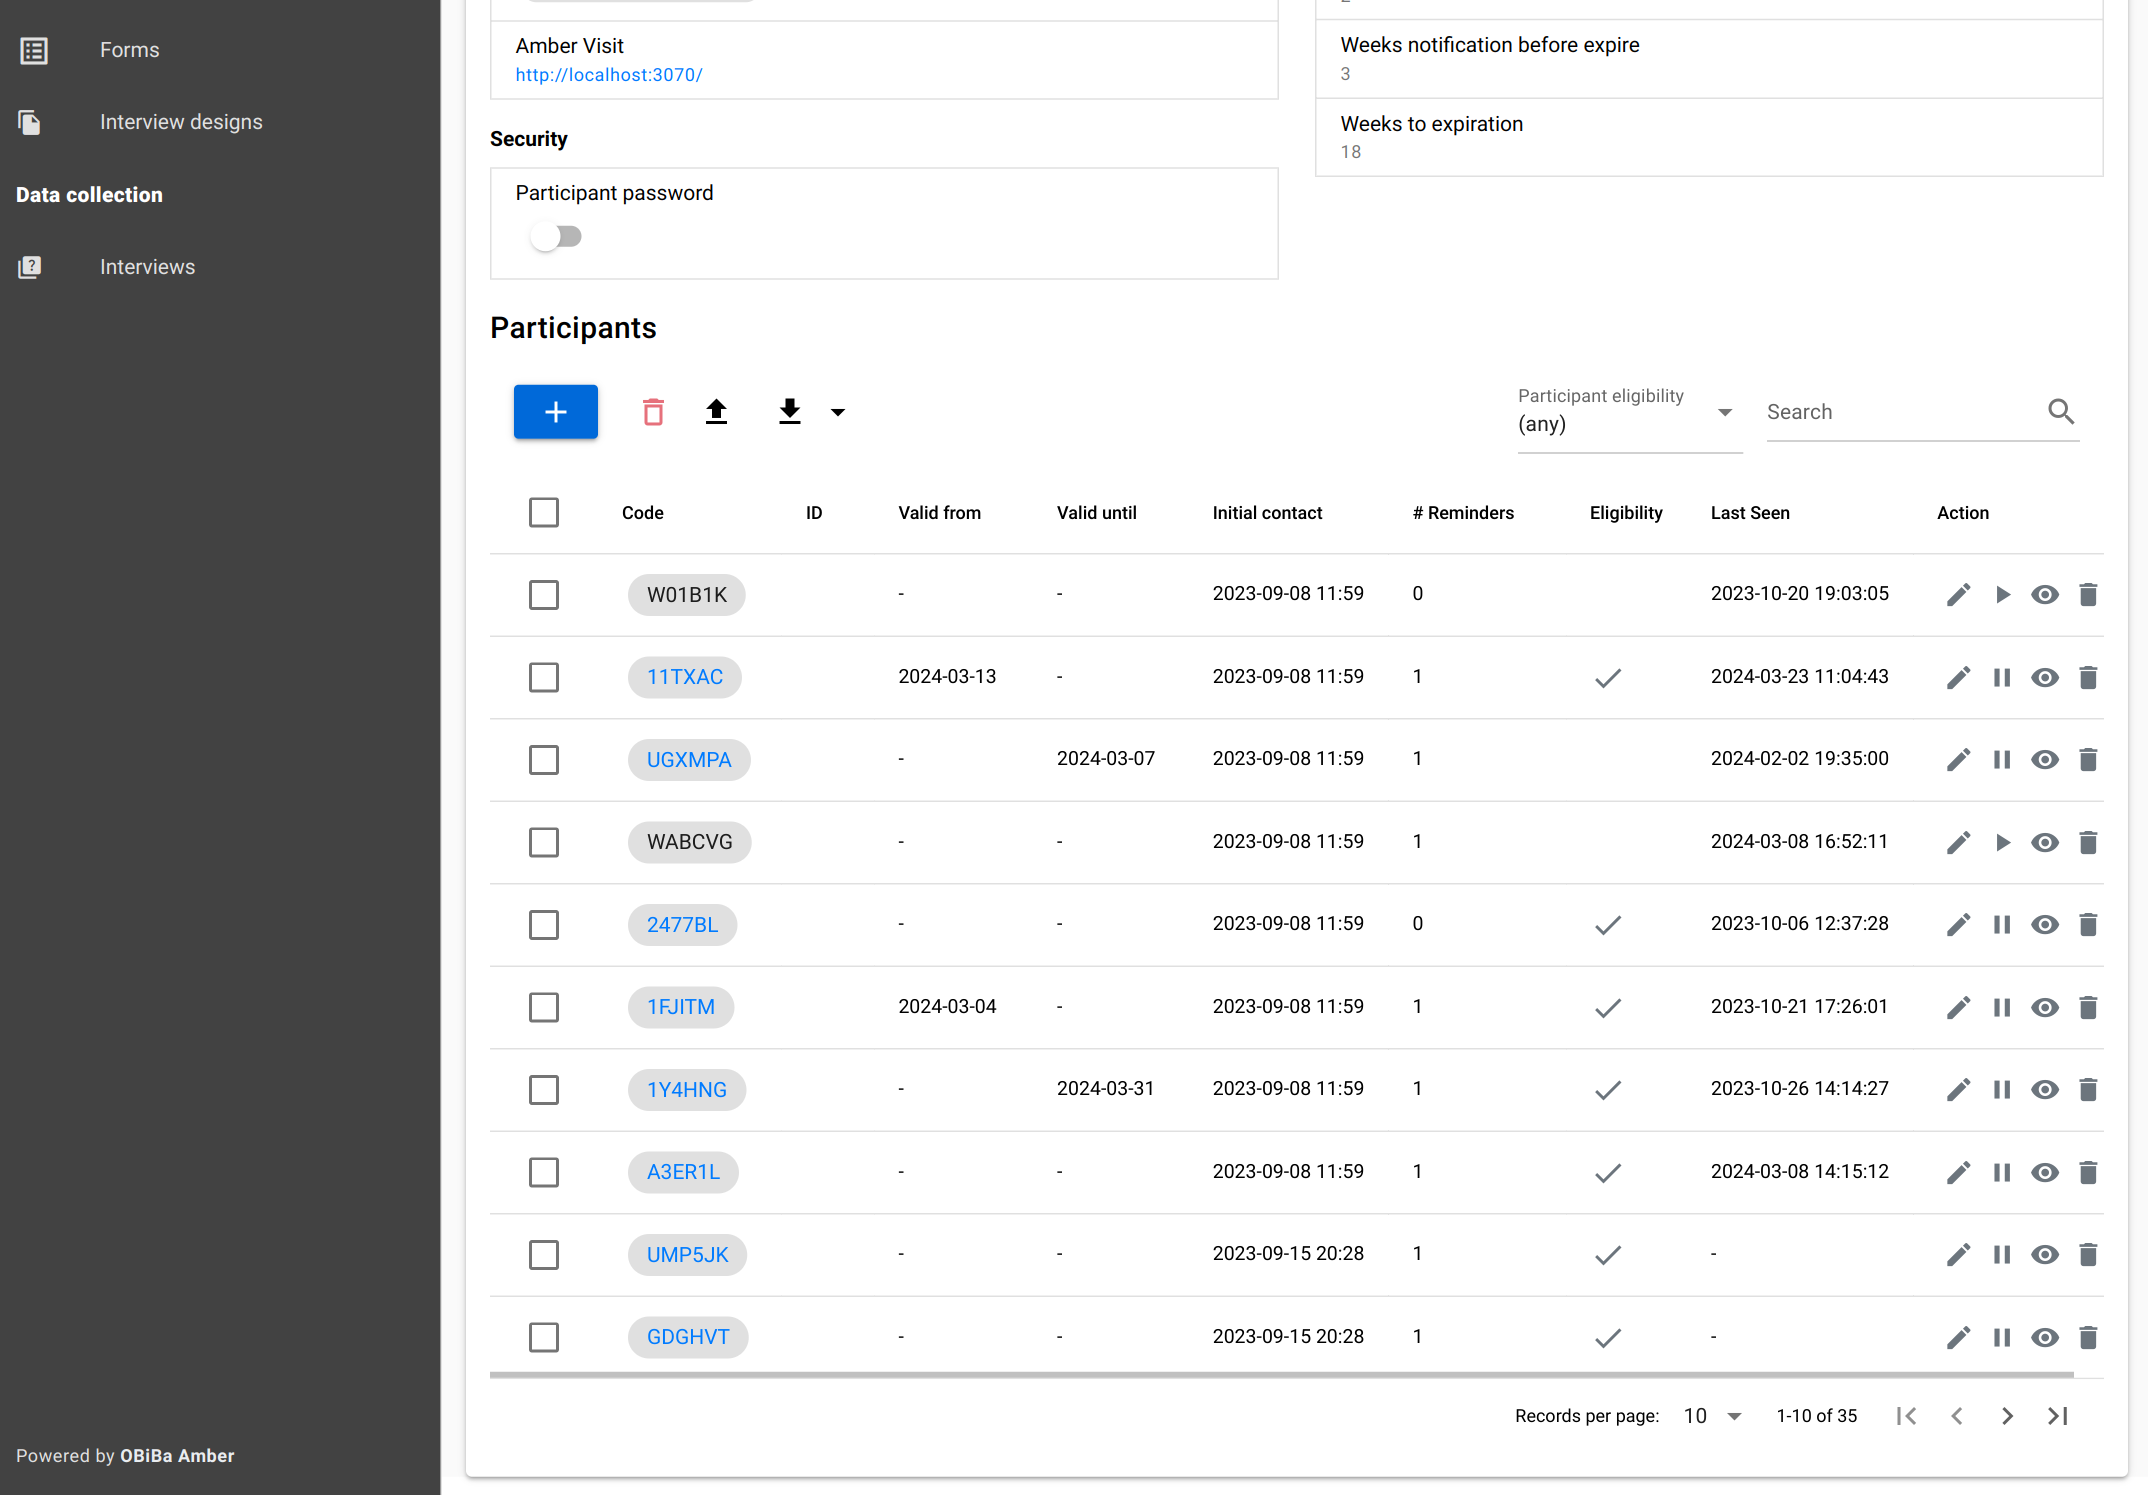 Forms
Interview designs
Data collection
Interviews
Powered by OBiBa Amber
Amber Visit
http://localhost:3070/
Weeks notification before expire
3
Weeks to expiration
18
Security
Participant password
Participants
Participant eligibility
(any)
Search
Code ID Valid from Valid until Initial contact # Reminders Eligibility Last Seen Action
W01B1K - - 2023-09-08 11:59 0 2023-10-20 19:03:05
11TXAC 2024-03-13 - 2023-09-08 11:59 1 2024-03-23 11:04:43
UGXMPA - 2024-03-07 2023-09-08 11:59 1 2024-02-02 19:35:00
WABCVG - - 2023-09-08 11:59 1 2024-03-08 16:52:11
2477BL - - 2023-09-08 11:59 0 2023-10-06 12:37:28
1FJITM 2024-03-04 - 2023-09-08 11:59 1 2023-10-21 17:26:01
1Y4HNG - 2024-03-31 2023-09-08 11:59 1 2023-10-26 14:14:27
A3ER1L - - 2023-09-08 11:59 1 2024-03-08 14:15:12
UMP5JK - - 2023-09-15 20:28 1 -
GDGHVT - - 2023-09-15 20:28 1 -
Records per page: 10 1-10 of 35